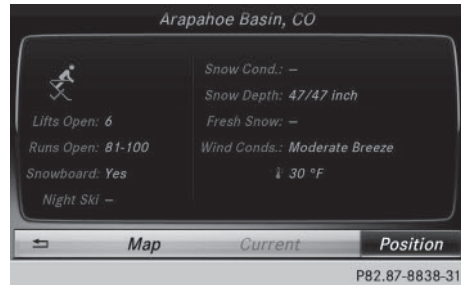 Arapahoe Basin, CO
Lifts Open: 6
Runs Open: 81-100
Snowboard: Yes
Night Ski –
Snow Cond.: –
Snow Depth: 47/47 inch
Fresh Snow: –
Wind Conds.: Moderate Breeze
30 °F
Map Current Position
P82.87-8838-31